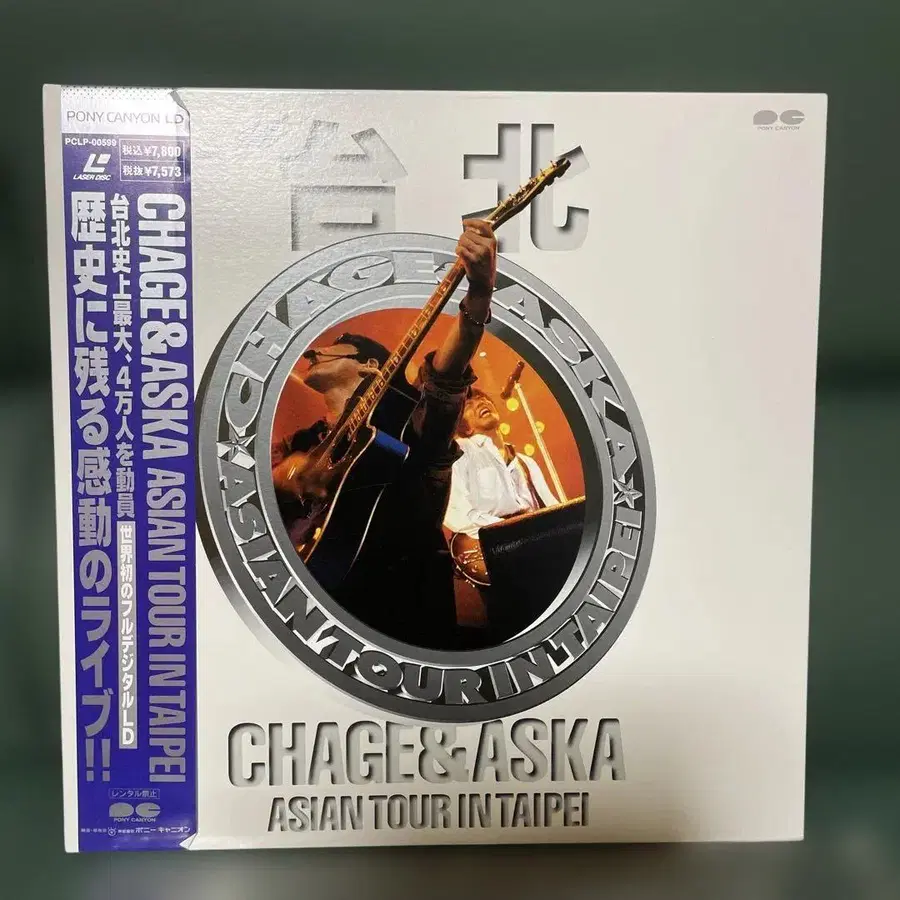 PONY CANYON LD
PCLP-00599
税込¥7,800
税抜¥7,573
LASER DISC
CHAGE&ASKA ASIAN TOUR IN TAIPEI
台北史上最大、4万人を動員
世界初のフルデジタルLD
歴史に残る感動のライブ!!
レンタル禁止
PONY CANYON
株式会社 ポニーキャニオン
PONY CANYON
台北
CHAGE & ASKA
ASIAN TOUR IN TAIPEI
CHAGE&ASKA
ASIAN TOUR IN TAIPEI